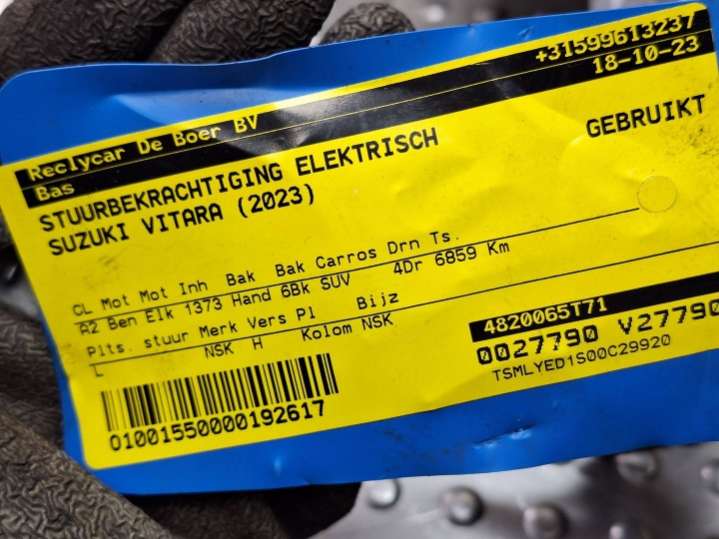 Reclycar De Boer BV +31599613237
Bas 18-10-23
STUURBEKRACHTIGING ELEKTRISCH GEBRUIKT
SUZUKI VITARA (2023)
CL Mot Mot Inh Bak Bak Carros Drn Ts.
A2 Ben Elk 1373 Hand 6Bk SUV 4Dr 6859 Km
Plts. stuur Merk Vers Pl Bijz
L NSK H Kolom NSK
4820065T71
0027790 V27790
TSMLYED1S00C29920
01001550000192617